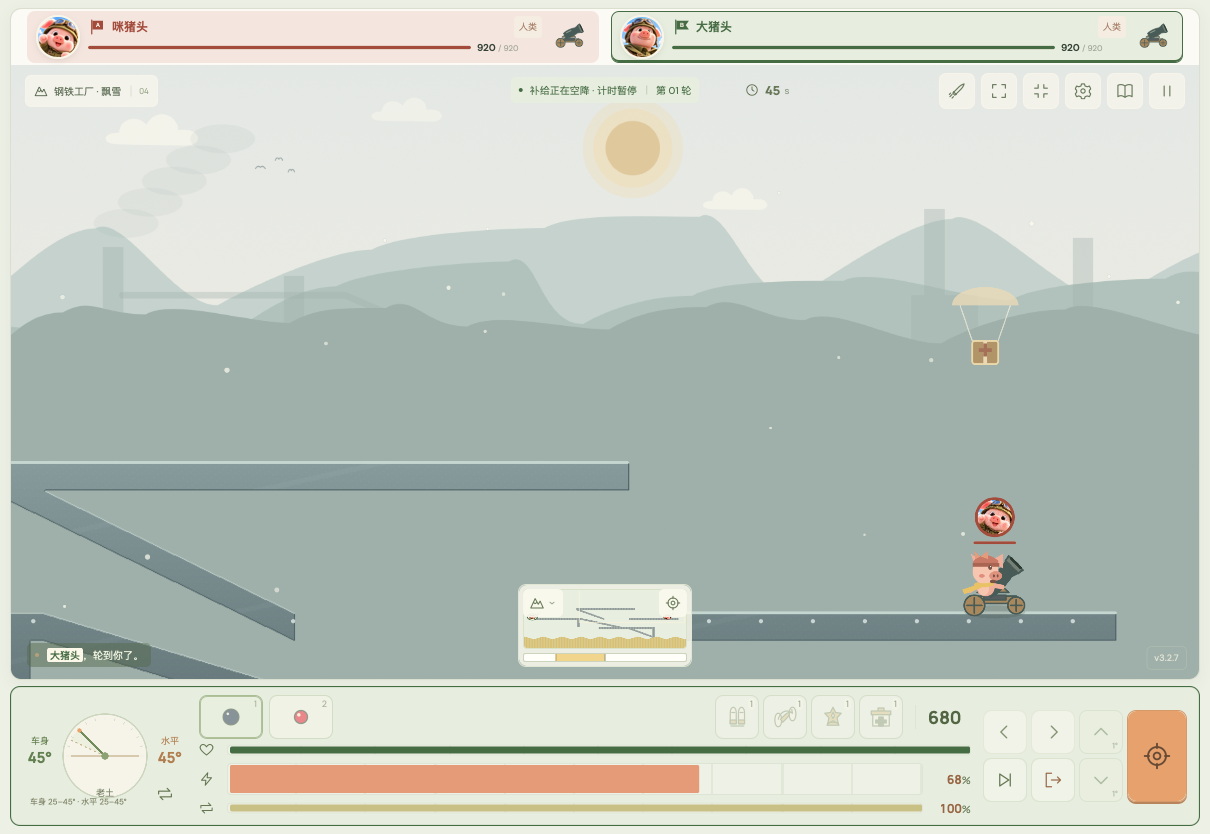 咪猪头
人类
920 / 920
大猪头
人类
920 / 920
钢铁工厂 · 飘雪 04
补给正在空降 · 计时暂停 第 01 轮
45 s
大猪头，轮到你了。
v3.2.7
车身
45°
水平
45°
老土
车身 25–45° · 水平 25–45°
1
2
1
1
1
1
680
68%
100%
1°
1°